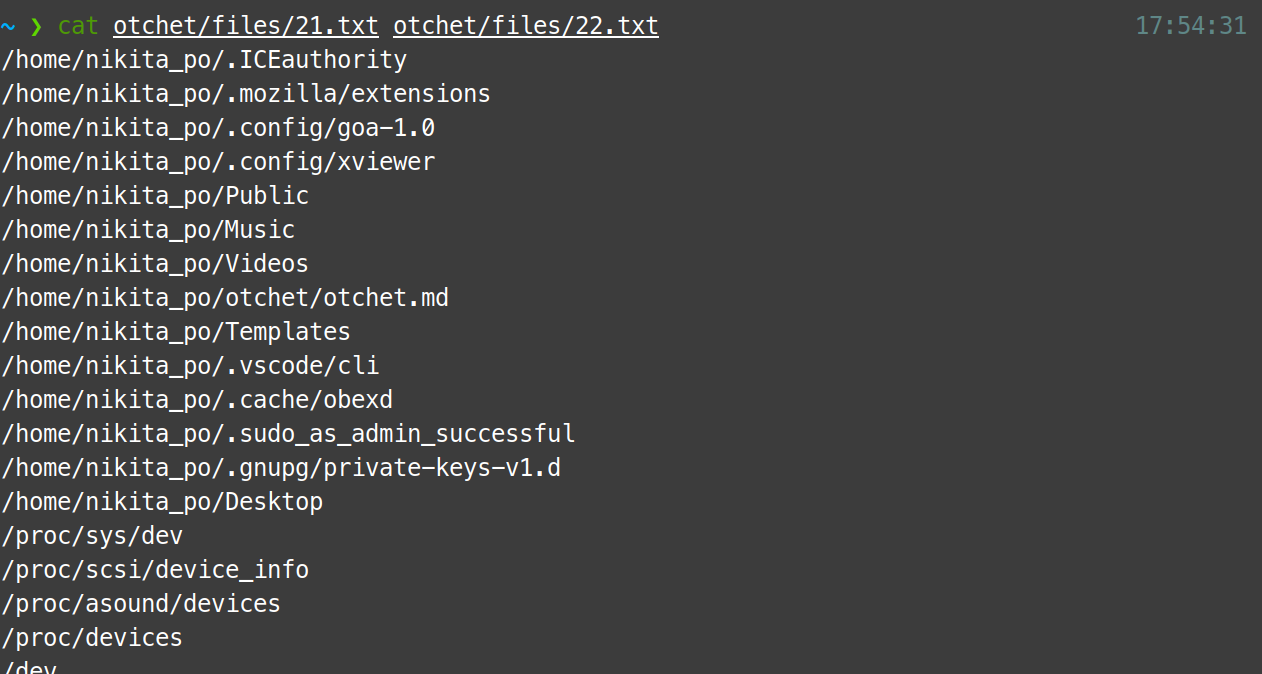 ~ ❯ cat otchet/files/21.txt otchet/files/22.txt 17:54:31
/home/nikita_po/.ICEauthority
/home/nikita_po/.mozilla/extensions
/home/nikita_po/.config/goa-1.0
/home/nikita_po/.config/xviewer
/home/nikita_po/Public
/home/nikita_po/Music
/home/nikita_po/Videos
/home/nikita_po/otchet/otchet.md
/home/nikita_po/Templates
/home/nikita_po/.vscode/cli
/home/nikita_po/.cache/obexd
/home/nikita_po/.sudo_as_admin_successful
/home/nikita_po/.gnupg/private-keys-v1.d
/home/nikita_po/Desktop
/proc/sys/dev
/proc/scsi/device_info
/proc/asound/devices
/proc/devices
/dev